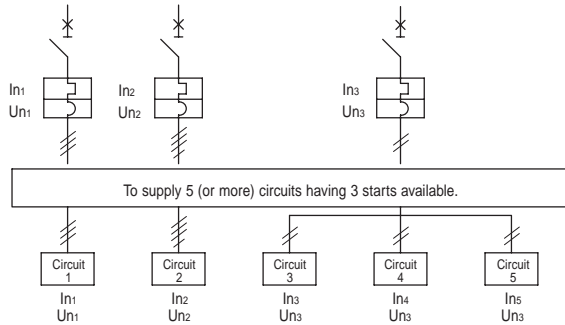 In1
Un1
In2
Un2
In3
Un3
To supply 5 (or more) circuits having 3 starts available.
Circuit
1
Circuit
2
Circuit
3
Circuit
4
Circuit
5
In1
Un1
In2
Un2
In3
Un3
In4
Un3
In5
Un3